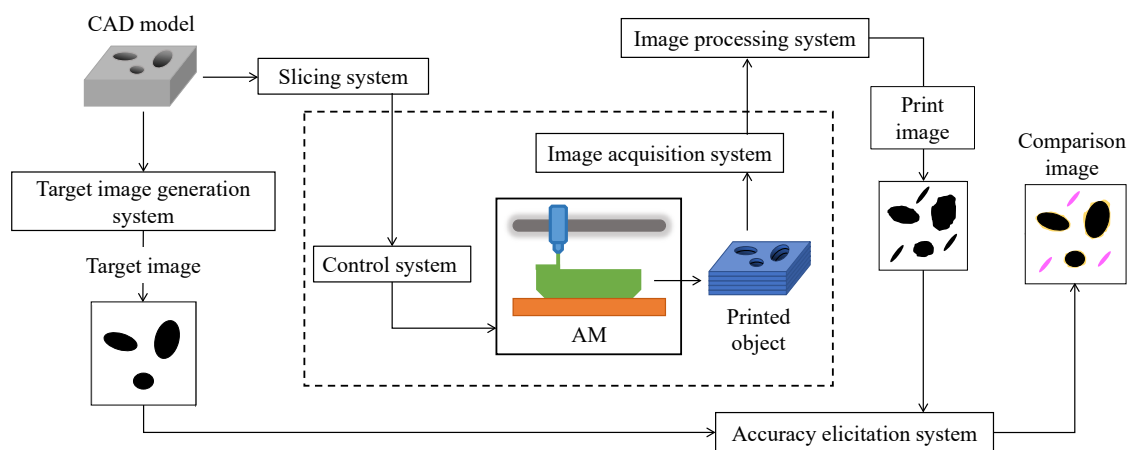 CAD model
Slicing system
Target image generation
system
Target image
Control system
AM
Printed
object
Image acquisition system
Image processing system
Print
image
Comparison
image
Accuracy elicitation system